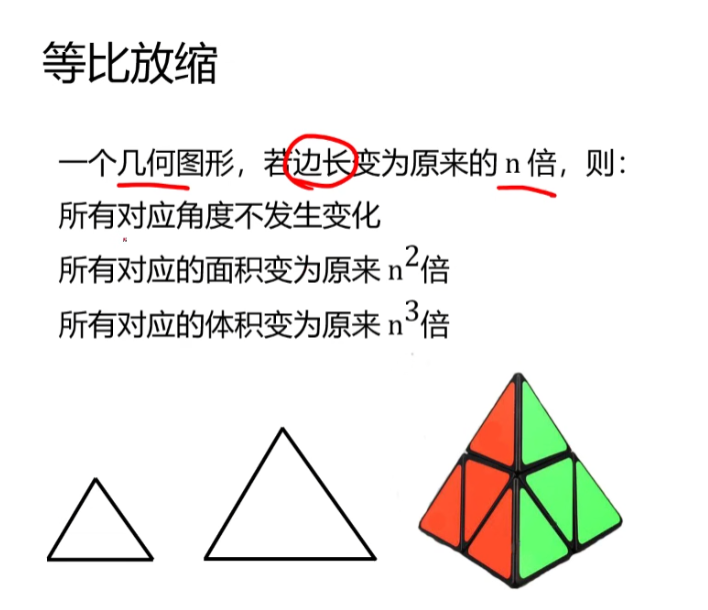 等比放缩
一个几何图形，若边长变为原来的 n 倍，则：
所有对应角度不发生变化
所有对应的面积变为原来 n²倍
所有对应的体积变为原来 n³倍